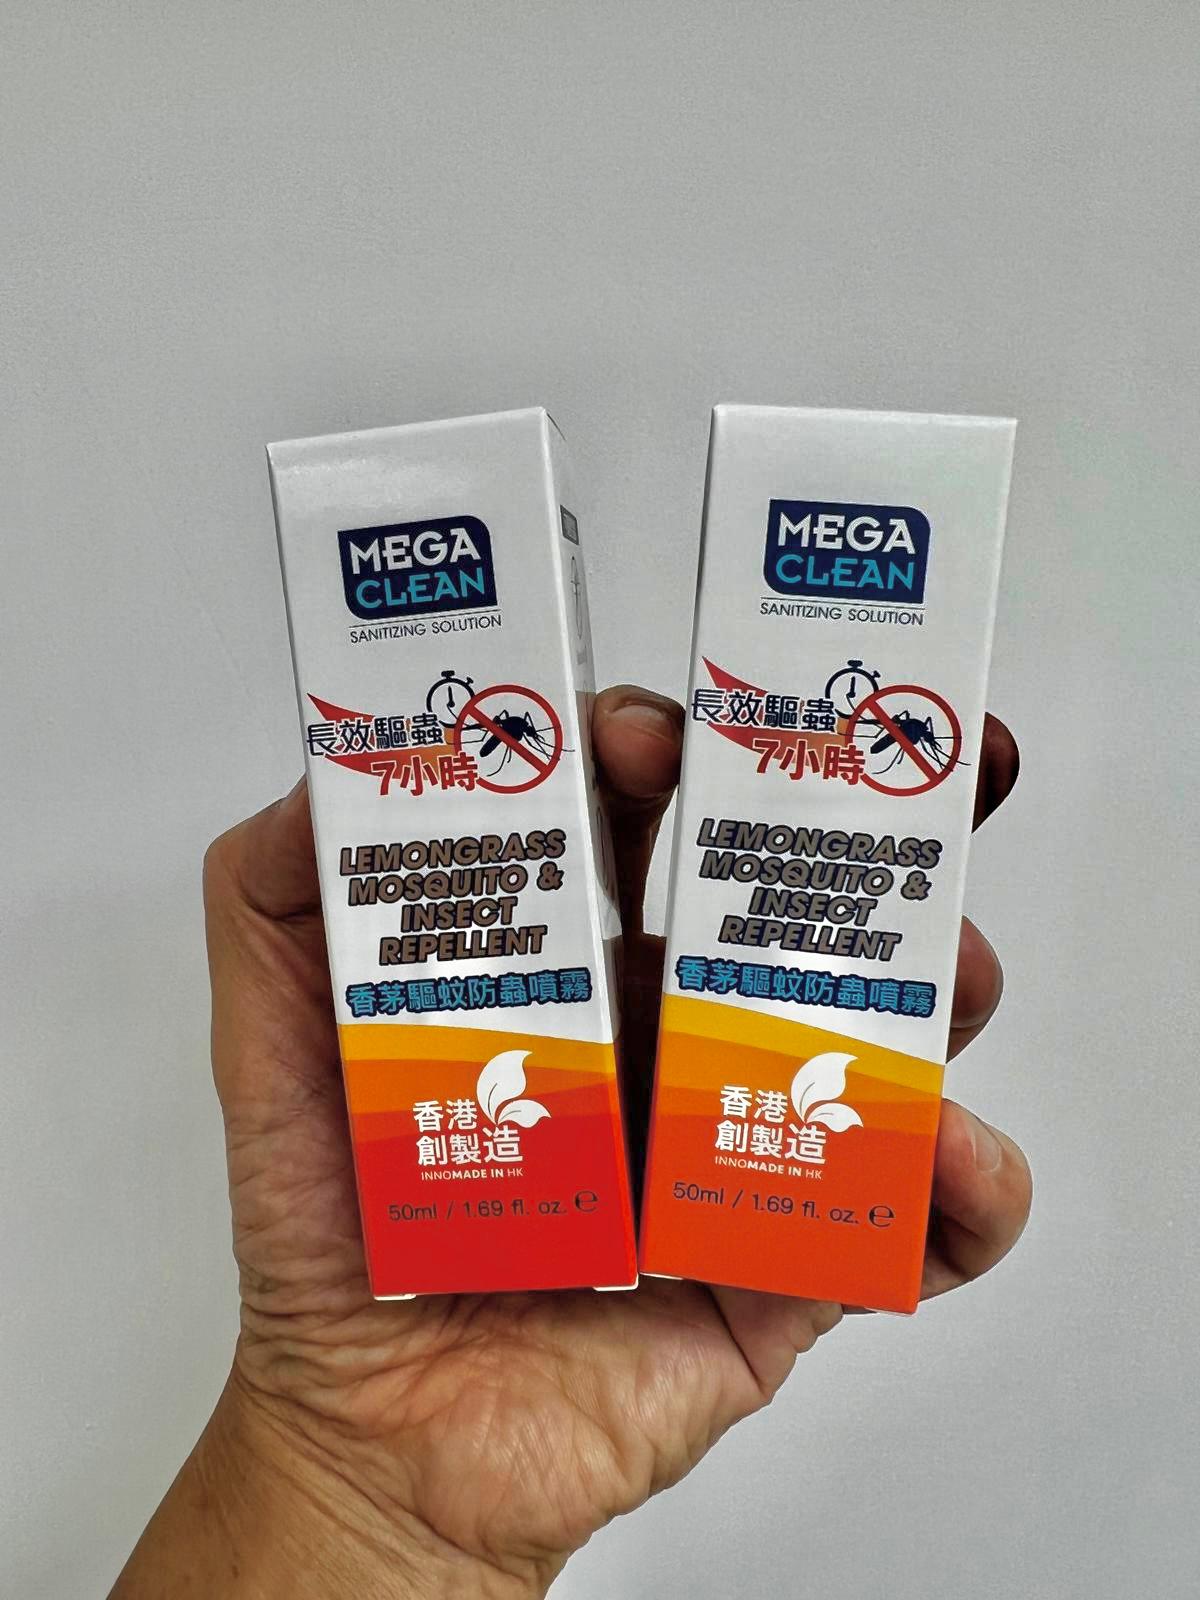 MEGA
CLEAN
SANITIZING SOLUTION
長效驅蟲
7小時
LEMONGRASS
MOSQUITO &
INSECT
REPELLENT
香茅驅蚊防蟲噴霧
香港
創製造
INNOMADE IN HK
50ml / 1.69 fl. oz. ℮
MEGA
CLEAN
SANITIZING SOLUTION
長效驅蟲
7小時
LEMONGRASS
MOSQUITO &
INSECT
REPELLENT
香茅驅蚊防蟲噴霧
香港
創製造
INNOMADE IN HK
50ml / 1.69 fl. oz. ℮